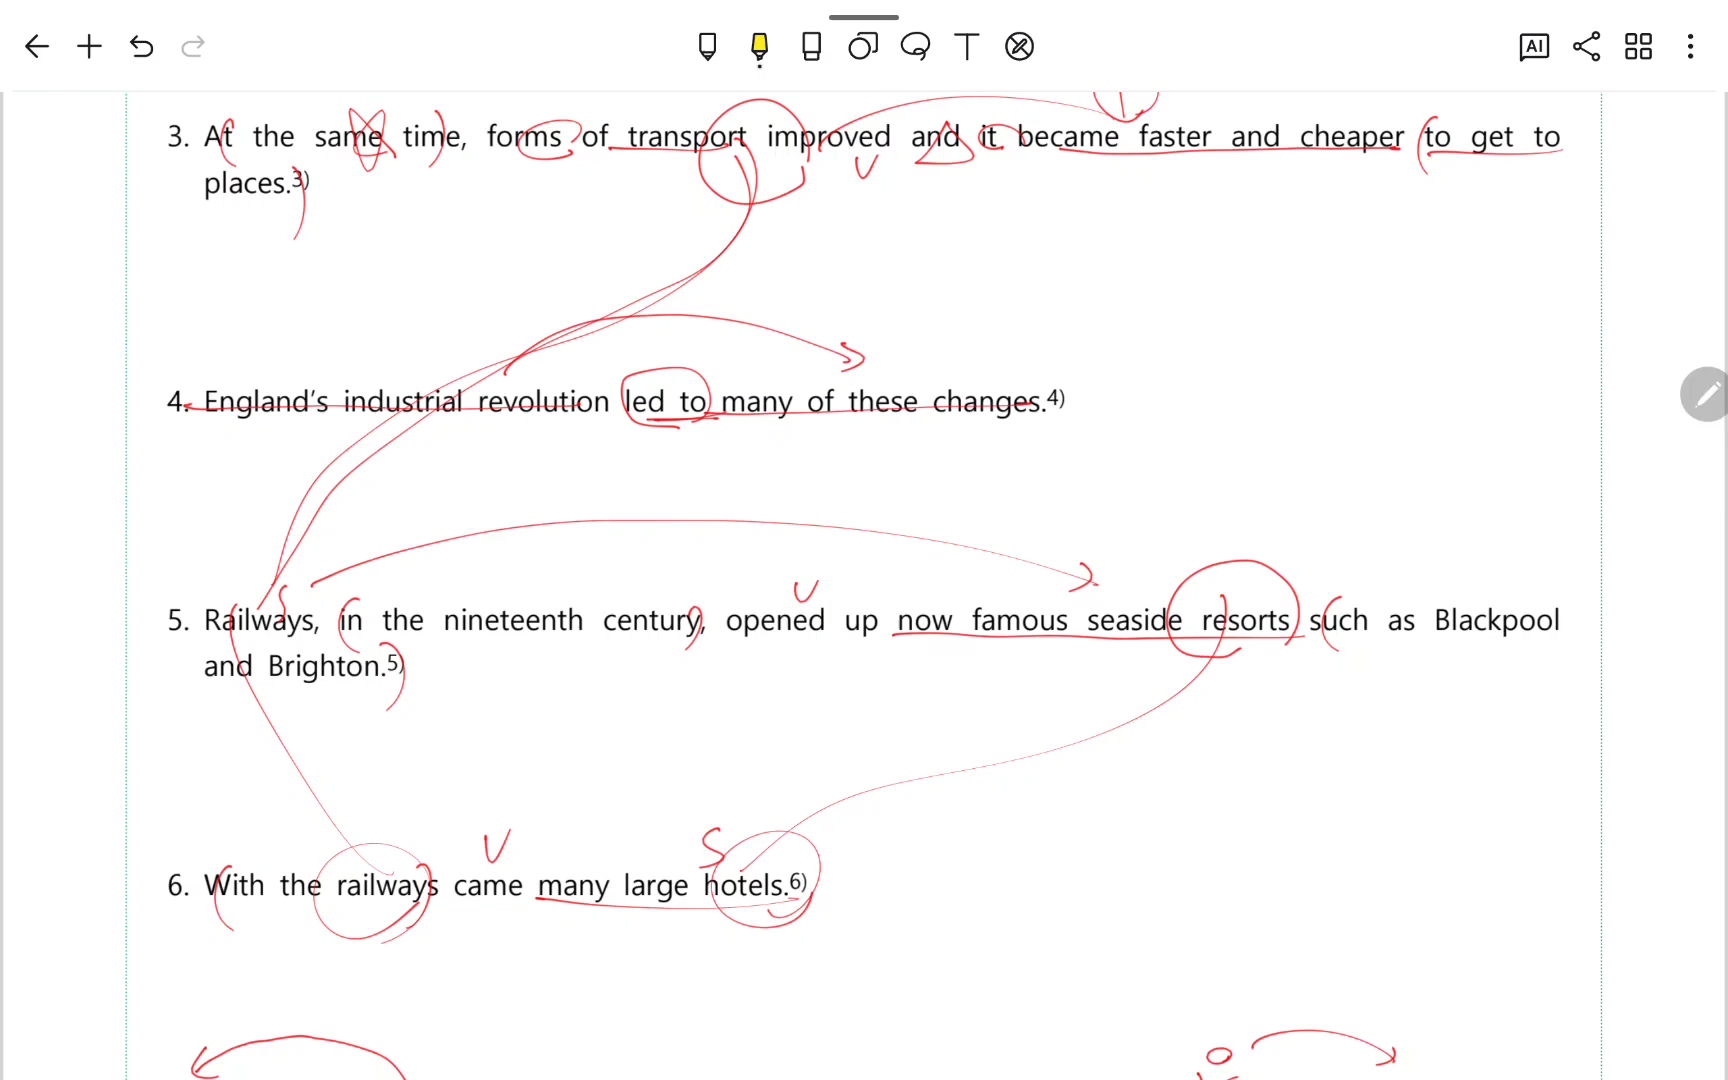 AI
3. At the same time, forms of transport improved and it became faster and cheaper to get to
places.3)
V
4. England's industrial revolution led to many of these changes.4)
S
V
5. Railways, in the nineteenth century, opened up now famous seaside resorts such as Blackpool
and Brighton.5)
V
S
6. With the railways came many large hotels.6)